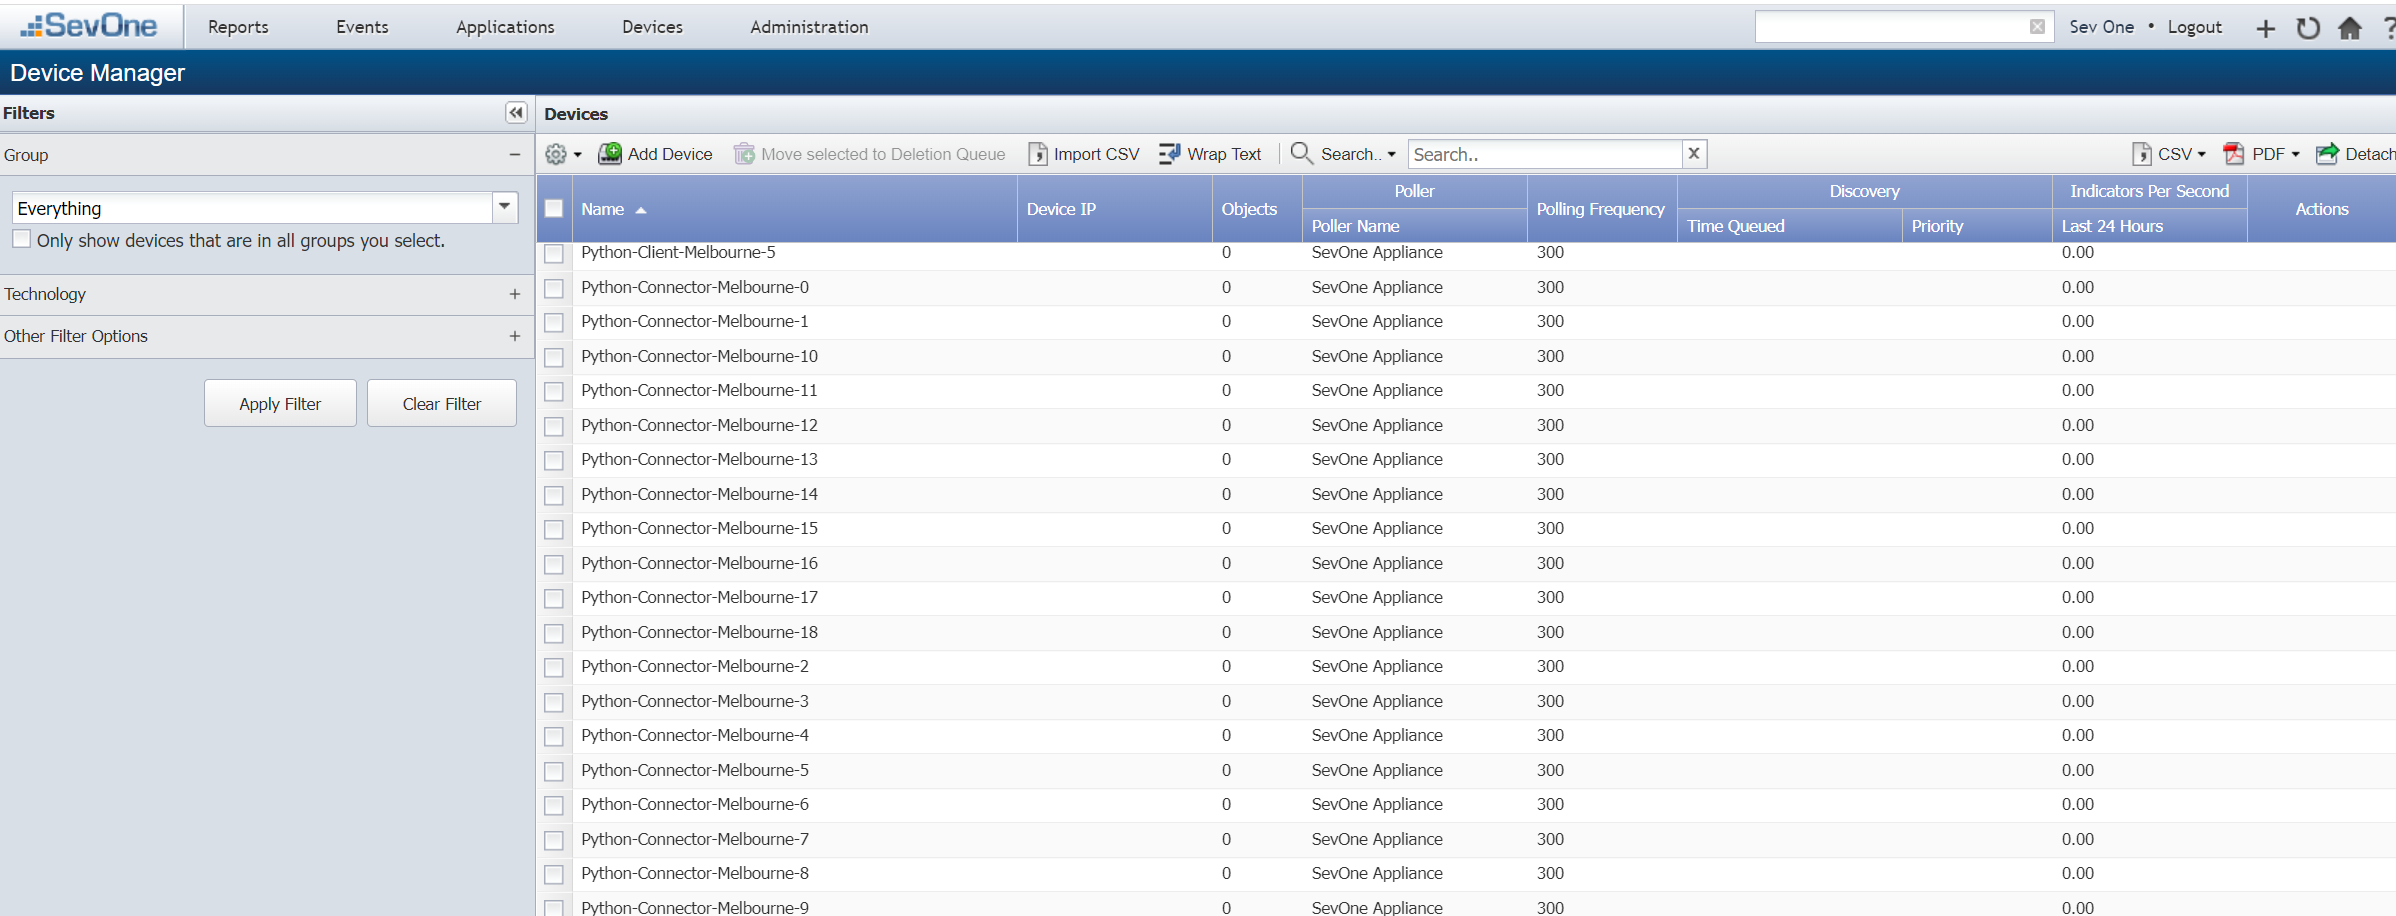 SevOne Reports Events Applications Devices Administration Sev One • Logout
Device Manager
Filters
Group
Everything
Only show devices that are in all groups you select.
Technology
Other Filter Options
Apply Filter Clear Filter
Devices
Add Device Move selected to Deletion Queue Import CSV Wrap Text Search.. Search.. CSV PDF Detach
Poller Discovery Indicators Per Second
Name Device IP Objects Polling Frequency Actions
Poller Name Time Queued Priority Last 24 Hours
Python-Client-Melbourne-5 0 SevOne Appliance 300 0.00
Python-Connector-Melbourne-0 0 SevOne Appliance 300 0.00
Python-Connector-Melbourne-1 0 SevOne Appliance 300 0.00
Python-Connector-Melbourne-10 0 SevOne Appliance 300 0.00
Python-Connector-Melbourne-11 0 SevOne Appliance 300 0.00
Python-Connector-Melbourne-12 0 SevOne Appliance 300 0.00
Python-Connector-Melbourne-13 0 SevOne Appliance 300 0.00
Python-Connector-Melbourne-14 0 SevOne Appliance 300 0.00
Python-Connector-Melbourne-15 0 SevOne Appliance 300 0.00
Python-Connector-Melbourne-16 0 SevOne Appliance 300 0.00
Python-Connector-Melbourne-17 0 SevOne Appliance 300 0.00
Python-Connector-Melbourne-18 0 SevOne Appliance 300 0.00
Python-Connector-Melbourne-2 0 SevOne Appliance 300 0.00
Python-Connector-Melbourne-3 0 SevOne Appliance 300 0.00
Python-Connector-Melbourne-4 0 SevOne Appliance 300 0.00
Python-Connector-Melbourne-5 0 SevOne Appliance 300 0.00
Python-Connector-Melbourne-6 0 SevOne Appliance 300 0.00
Python-Connector-Melbourne-7 0 SevOne Appliance 300 0.00
Python-Connector-Melbourne-8 0 SevOne Appliance 300 0.00
Python-Connector-Melbourne-9 0 SevOne Appliance 300 0.00